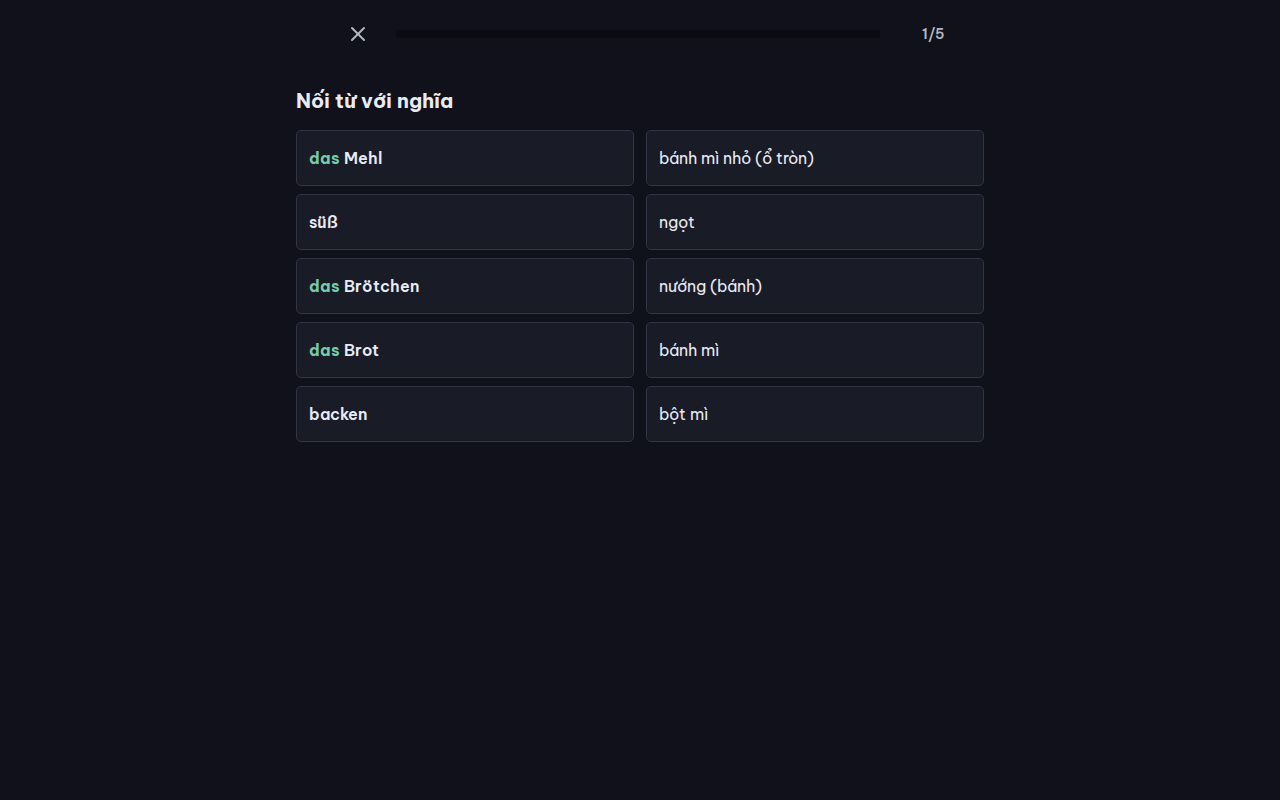 1/5
Nối từ với nghĩa
das Mehl
bánh mì nhỏ (ổ tròn)
süß
ngọt
das Brötchen
nướng (bánh)
das Brot
bánh mì
backen
bột mì